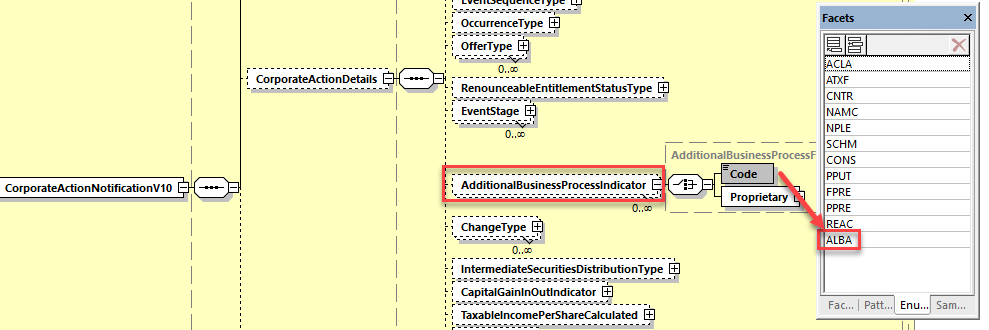 EventSequenceType
OccurrenceType
OfferType
0..∞
CorporateActionDetails
RenounceableEntitlementStatusType
EventStage
0..∞
AdditionalBusinessProcessF
Code
CorporateActionNotificationV10
AdditionalBusinessProcessIndicator
Proprietary
0..∞
ChangeType
0..∞
IntermediateSecuritiesDistributionType
CapitalGainInOutIndicator
TaxableIncomePerShareCalculated
Facets
ACLA
ATXF
CNTR
NAMC
NPLE
SCHM
CONS
PPUT
FPRE
PPRE
REAC
ALBA
Fac... Patt... Enu... Sam...